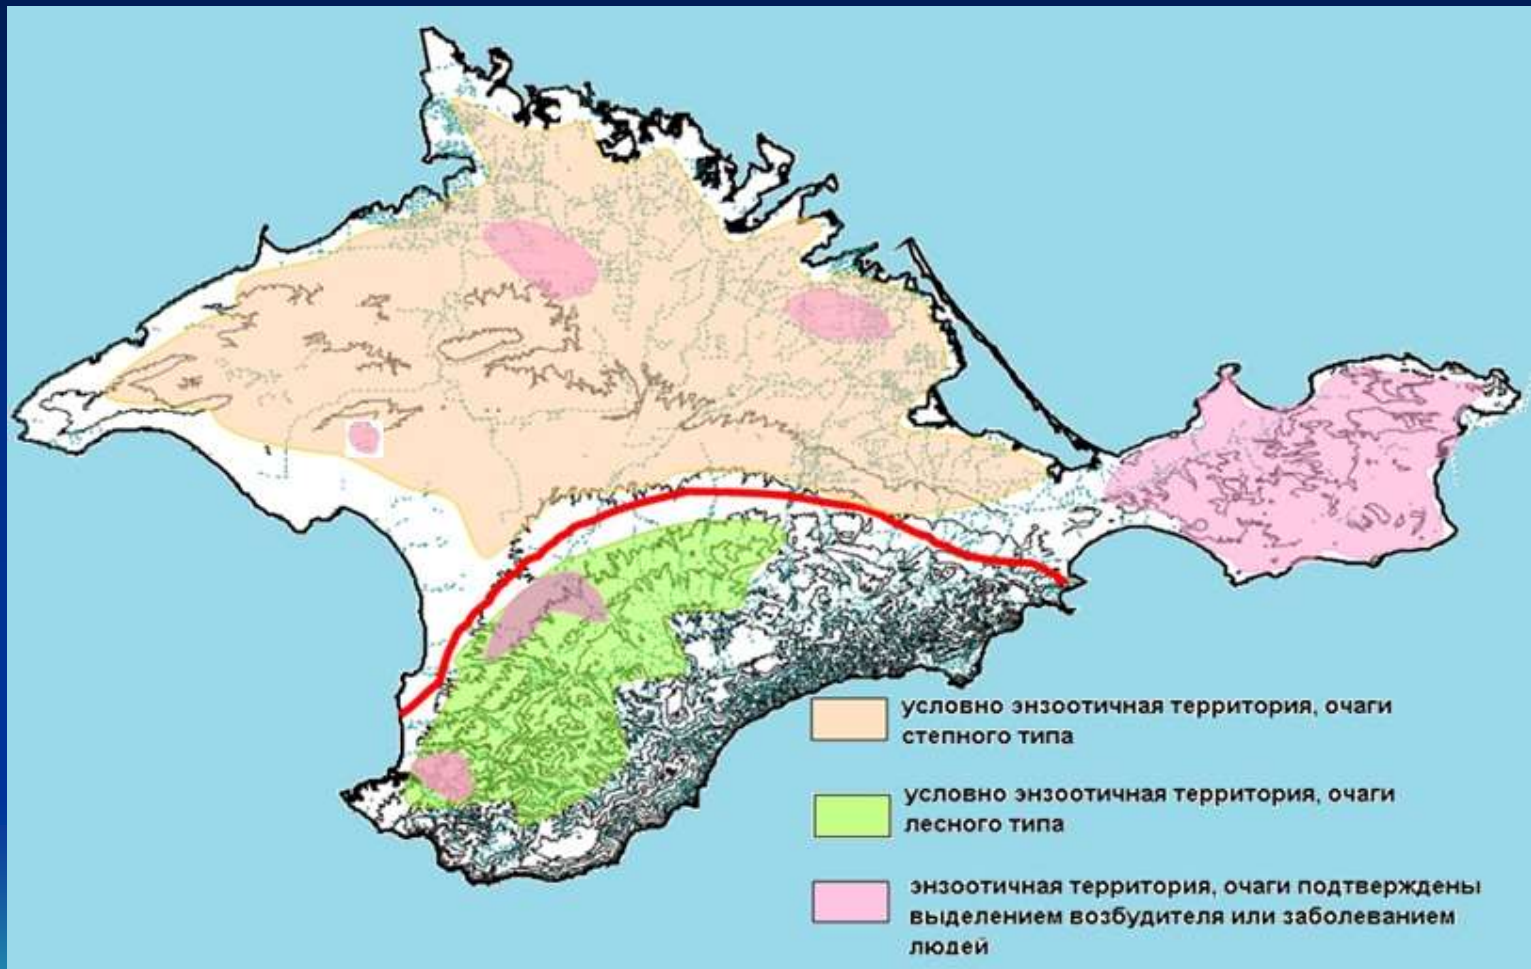 условно энзоотичная территория, очаги
степного типа
условно энзоотичная территория, очаги
лесного типа
энзоотичная территория, очаги подтверждены
выделением возбудителя или заболеванием
людей